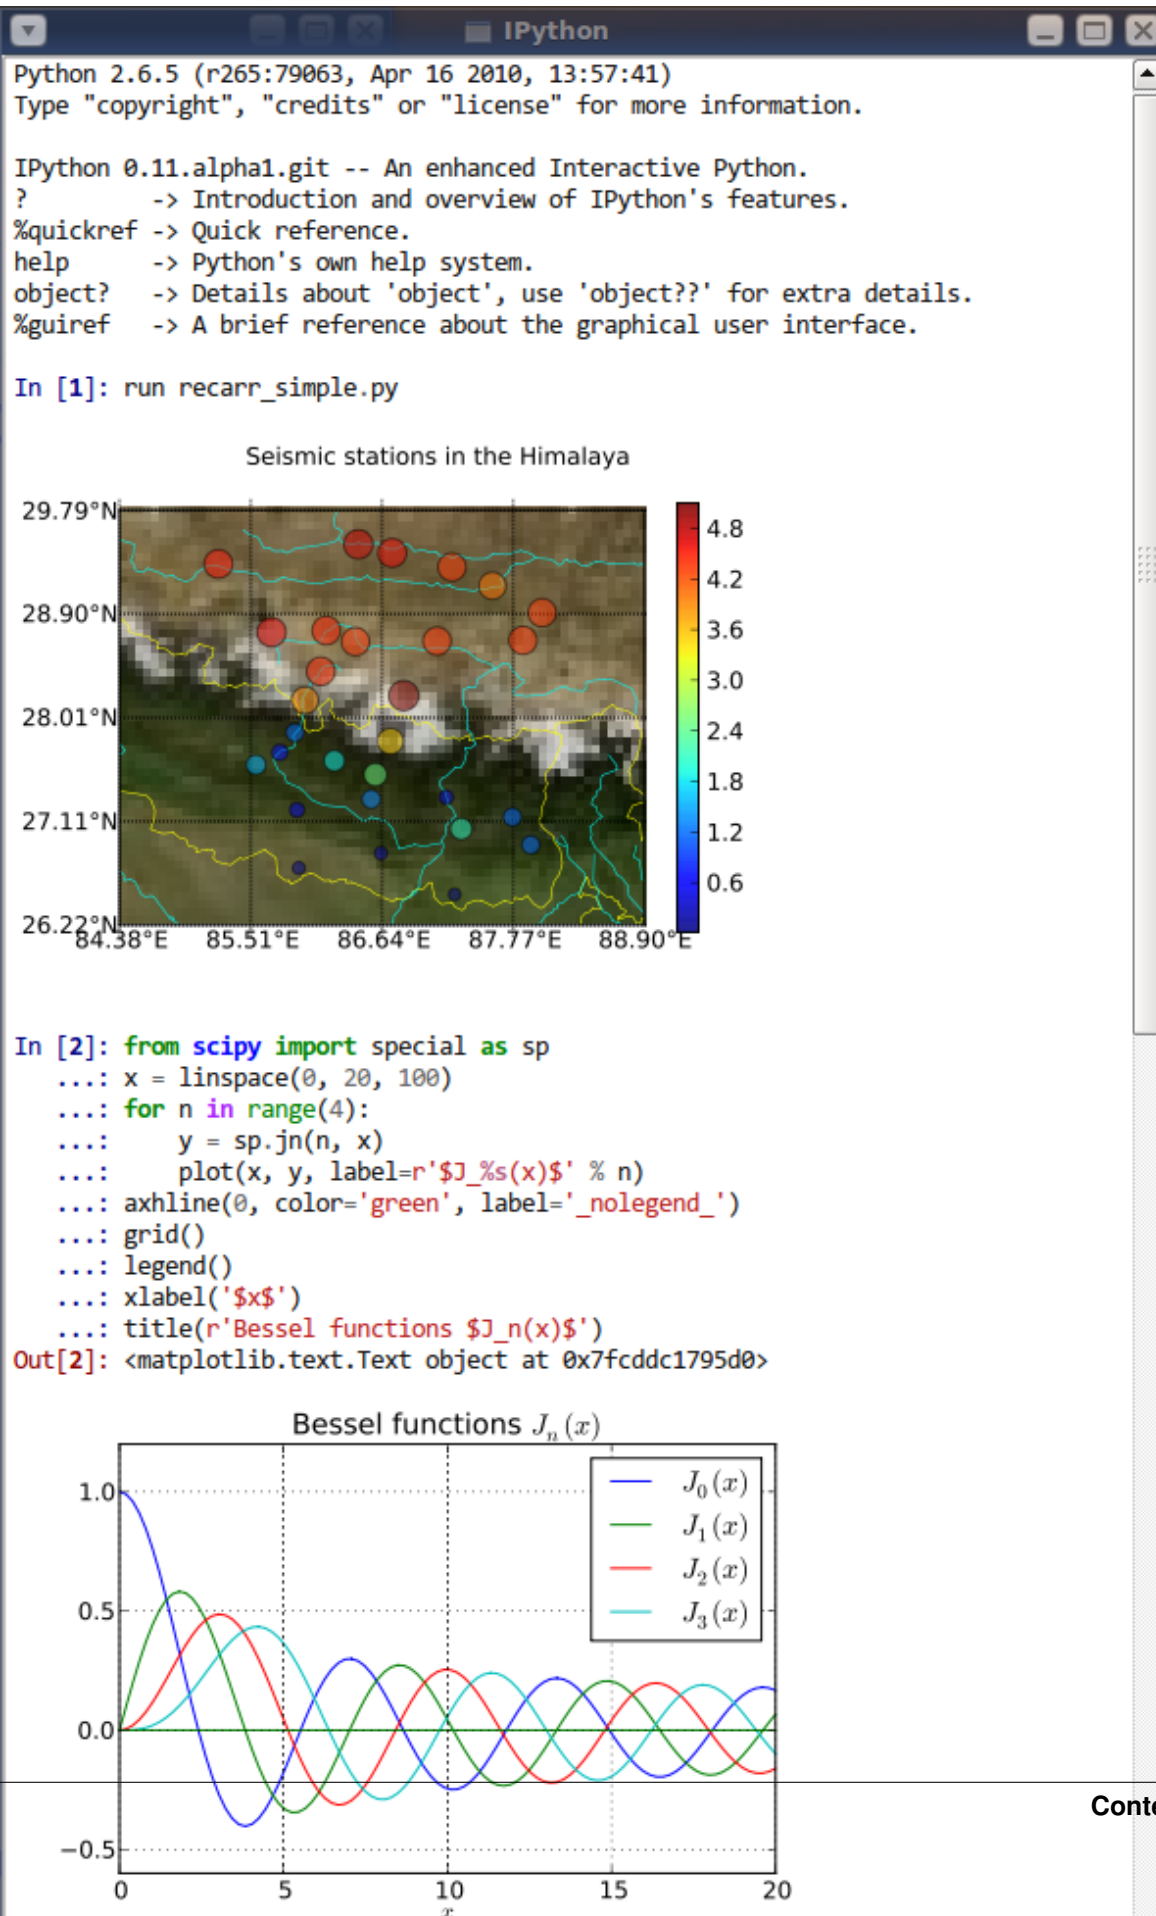 IPython
Python 2.6.5 (r265:79063, Apr 16 2010, 13:57:41)
Type "copyright", "credits" or "license" for more information.
IPython 0.11.alpha1.git -- An enhanced Interactive Python.
? -> Introduction and overview of IPython's features.
%quickref -> Quick reference.
help -> Python's own help system.
object? -> Details about 'object', use 'object??' for extra details.
%guiref -> A brief reference about the graphical user interface.
In [1]: run recarr_simple.py
Seismic stations in the Himalaya
29.79°N
28.90°N
28.01°N
27.11°N
26.22°N
84.38°E 85.51°E 86.64°E 87.77°E 88.90°E
4.8
4.2
3.6
3.0
2.4
1.8
1.2
0.6
In [2]: from scipy import special as sp
...: x = linspace(0, 20, 100)
...: for n in range(4):
...:     y = sp.jn(n, x)
...:     plot(x, y, label=r'$J_%s(x)$' % n)
...: axhline(0, color='green', label='_nolegend_')
...: grid()
...: legend()
...: xlabel('$x$')
...: title(r'Bessel functions $J_n(x)$')
Out[2]: <matplotlib.text.Text object at 0x7fcddc1795d0>
Bessel functions J_n(x)
J_0(x)
J_1(x)
J_2(x)
J_3(x)
1.0
0.5
0.0
−0.5
0 5 10 15 20
x